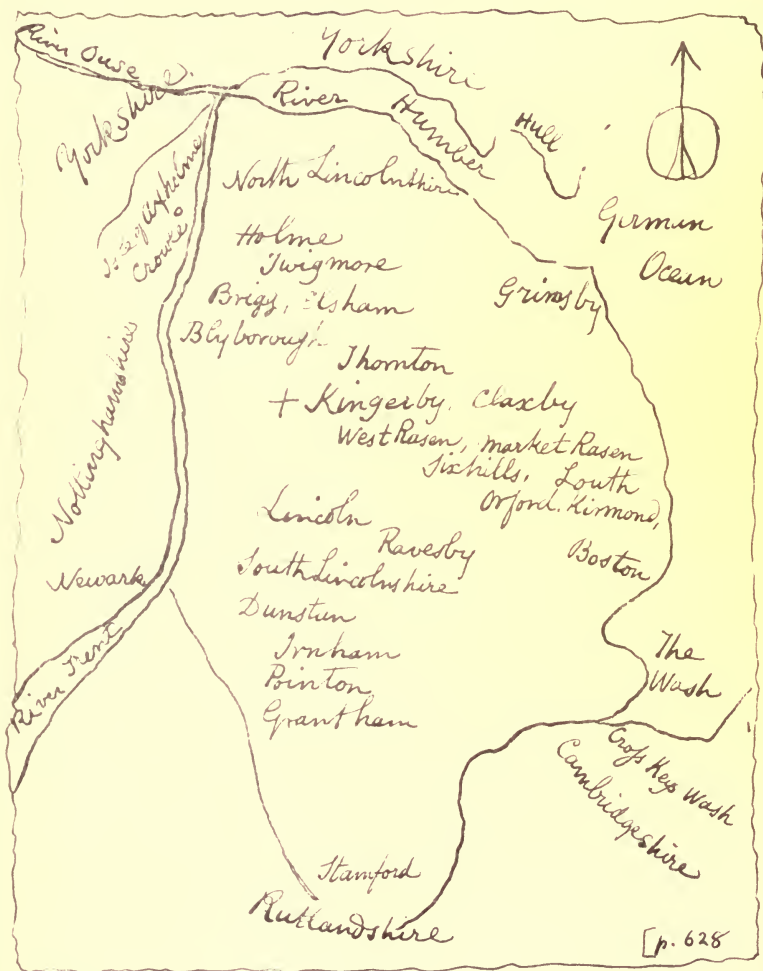 River Ouse
Yorkshire
Yorkshire.
River Humber
Hull
German
Ocean
Isle of Axholme
Crowle
North Lincolnshire
Holme
Twigmore
Brigg, Elsham
Grimsby
Blyborough
Thornton
+ Kingerby. Claxby
West Rasen, Market Rasen
Sixhills, Louth
Orford. Kirmond,
Nottinghamshire
Lincoln
Ravesby
Boston
Newark
South Lincolnshire
Dunstun
Irnham
The
Wash
Pointon
River Trent
Grantham
Cross Keys Wash
Cambridgeshire
Stamford
Rutlandshire
[p. 628